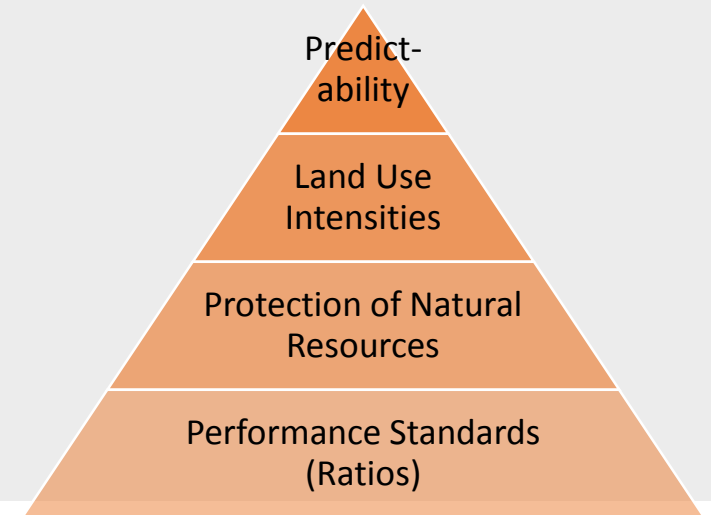 Predict-
ability
Land Use
Intensities
Protection of Natural
Resources
Performance Standards
(Ratios)